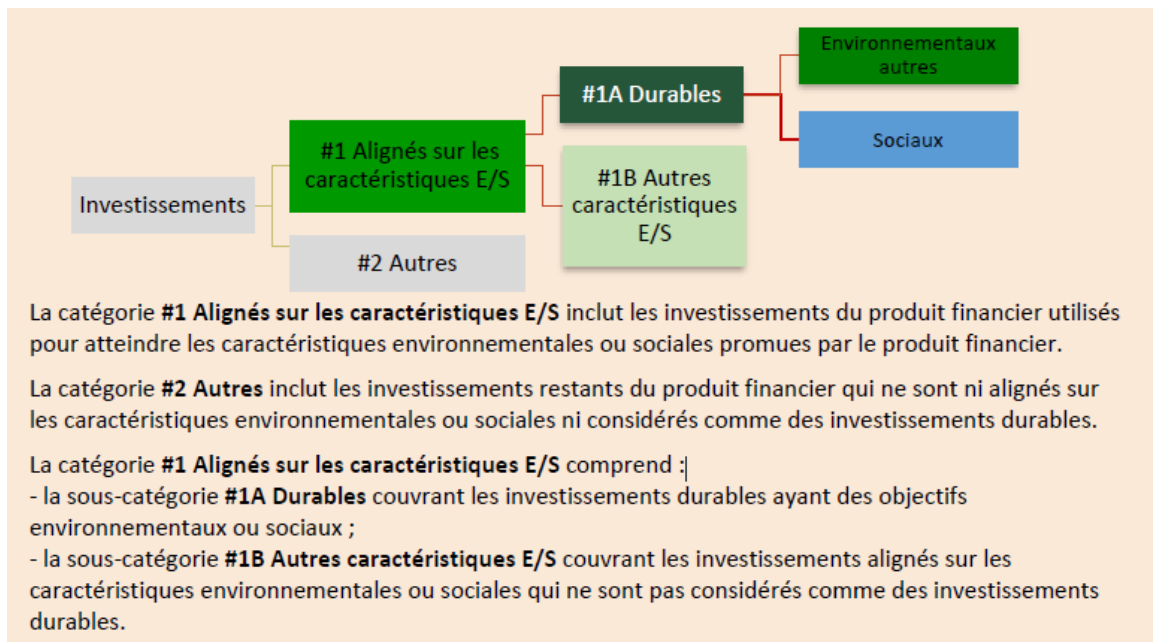 Environnementaux
autres
#1A Durables
Sociaux
#1 Alignés sur les
caractéristiques E/S
#1B Autres
caractéristiques
E/S
Investissements
#2 Autres
La catégorie #1 Alignés sur les caractéristiques E/S inclut les investissements du produit financier utilisés
pour atteindre les caractéristiques environnementales ou sociales promues par le produit financier.
La catégorie #2 Autres inclut les investissements restants du produit financier qui ne sont ni alignés sur
les caractéristiques environnementales ou sociales ni considérés comme des investissements durables.
La catégorie #1 Alignés sur les caractéristiques E/S comprend :
- la sous-catégorie #1A Durables couvrant les investissements durables ayant des objectifs
environnementaux ou sociaux ;
- la sous-catégorie #1B Autres caractéristiques E/S couvrant les investissements alignés sur les
caractéristiques environnementales ou sociales qui ne sont pas considérés comme des investissements
durables.